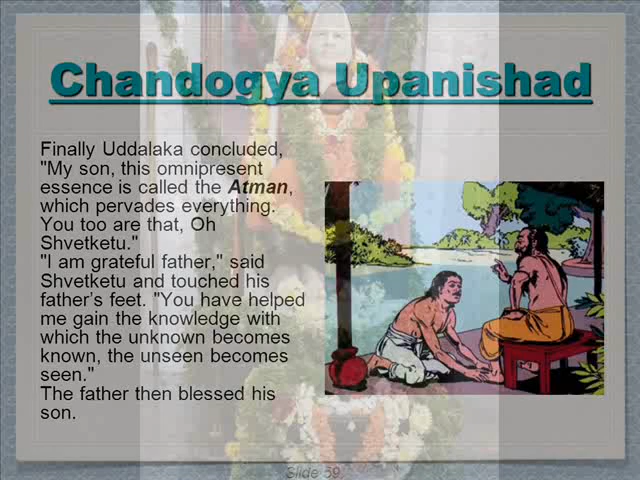 Chandogya Upanishad
Finally Uddalaka concluded,
"My son, this omnipresent
essence is called the Atman,
which pervades everything.
You too are that, Oh
Shvetketu."
"I am grateful father," said
Shvetketu and touched his
father's feet. "You have helped
me gain the knowledge with
which the unknown becomes
known, the unseen becomes
seen."
The father then blessed his
son.
Slide 59